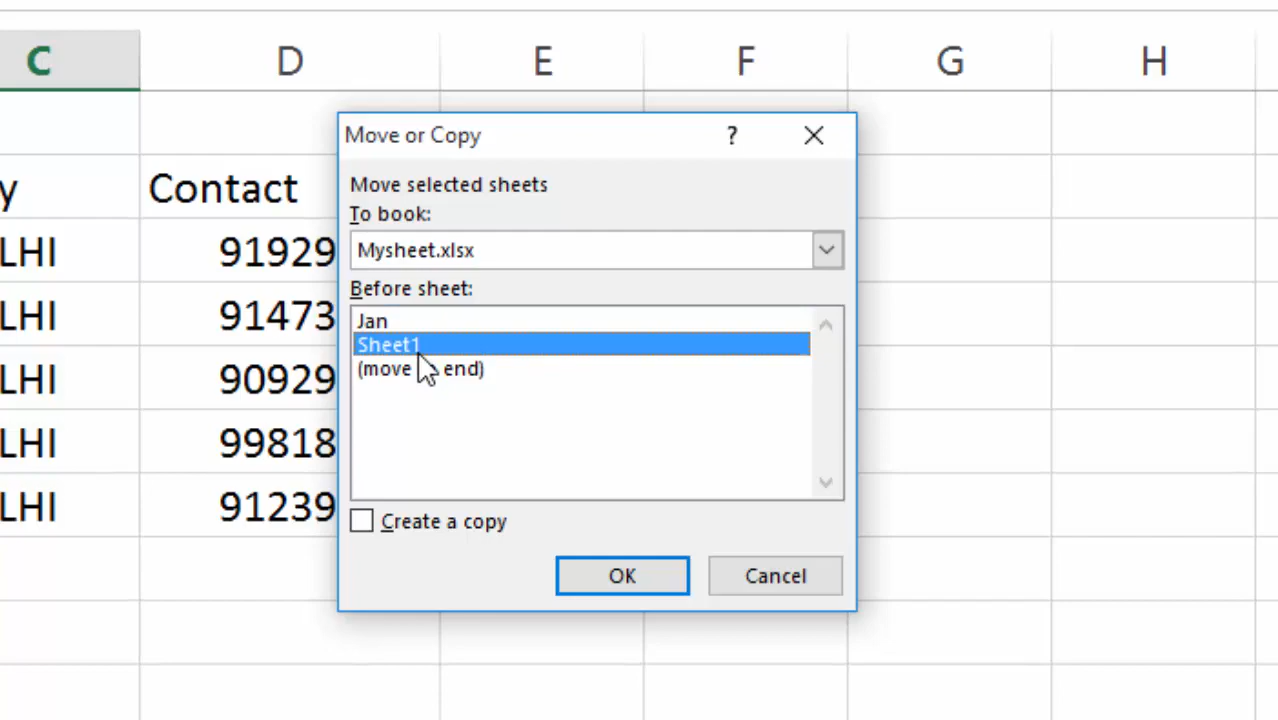 C D E F G H
Move or Copy ?
Move selected sheets
To book:
Mysheet.xlsx
Before sheet:
Jan
Sheet1
(move end)
Create a copy
OK Cancel
y Contact
LHI 91929
LHI 91473
LHI 90929
LHI 99818
LHI 91239